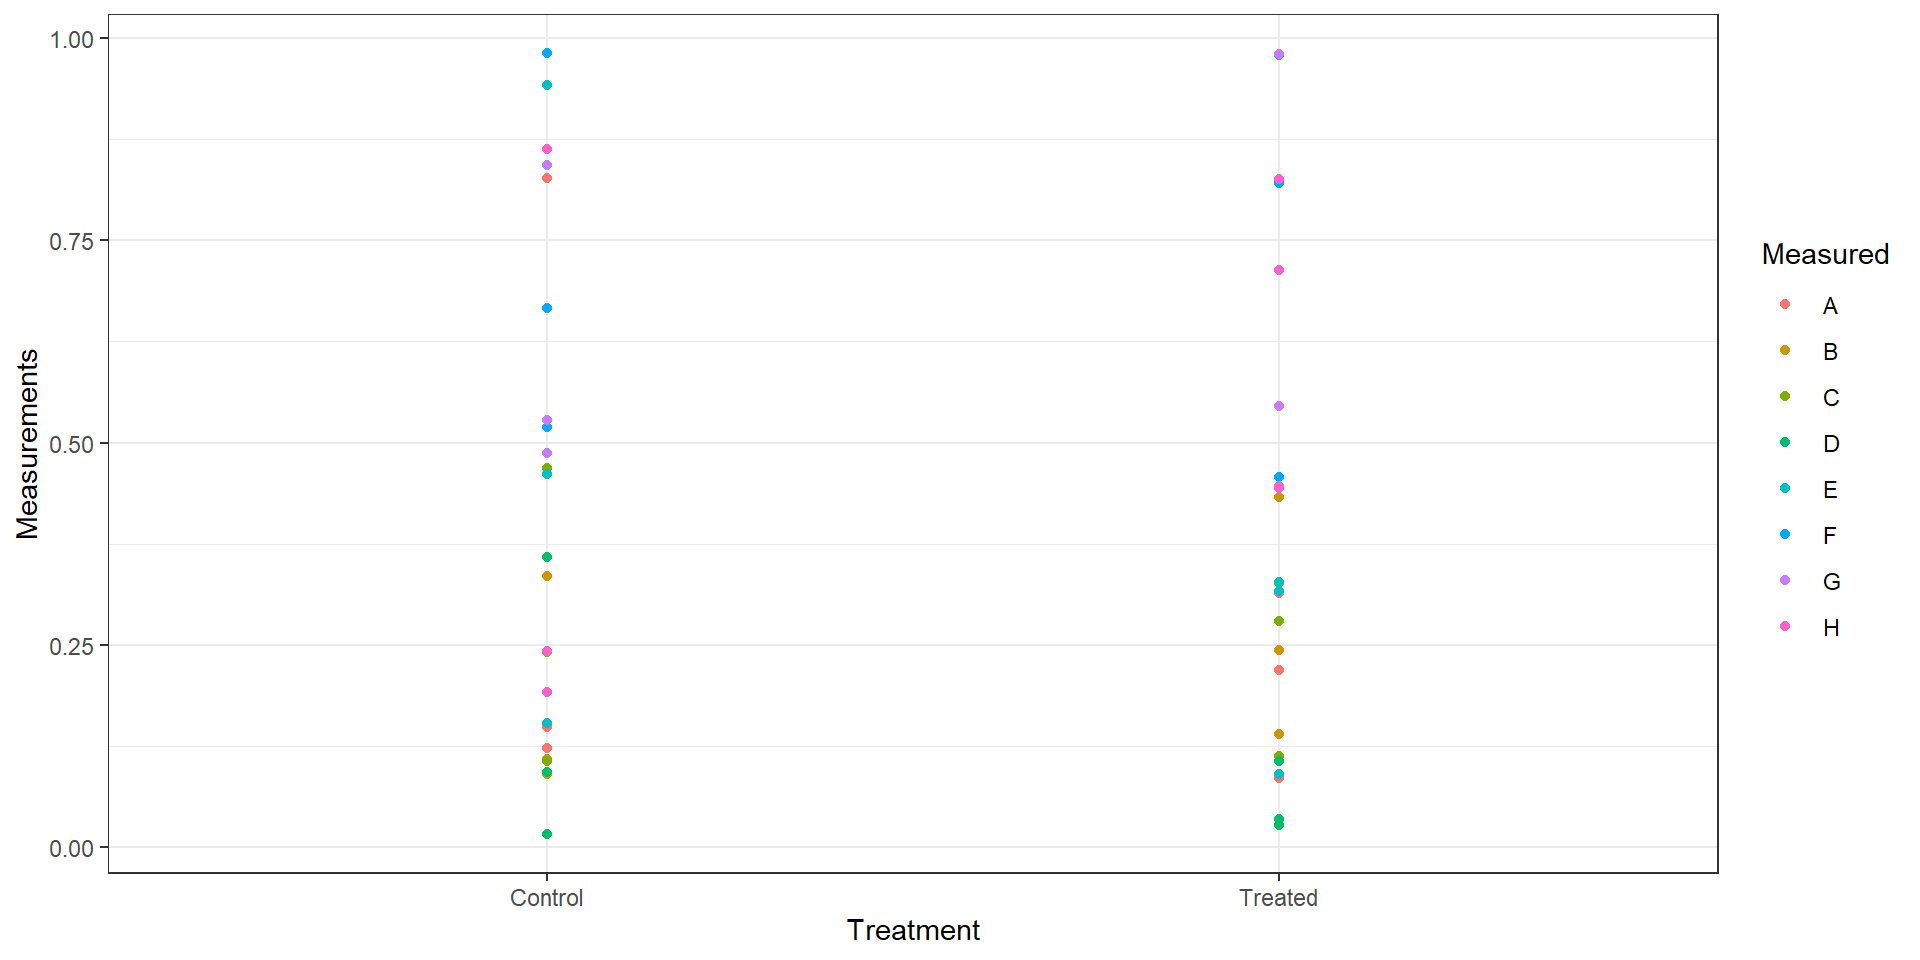 1.00
0.75
0.50
0.25
0.00
Measurements
Control
Treated
Treatment
Measured
A
B
C
D
E
F
G
H